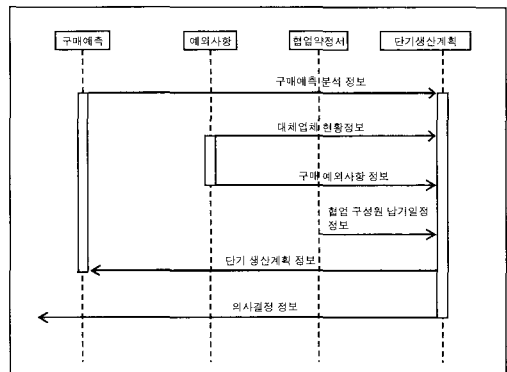 구매예측
예외사항
협업약정서
단기생산계획
구매예측 분석 정보
대체업체 현황정보
구매 예외사항 정보
협업 구성원 납기일정
정보
단기 생산계획 정보
의사결정 정보